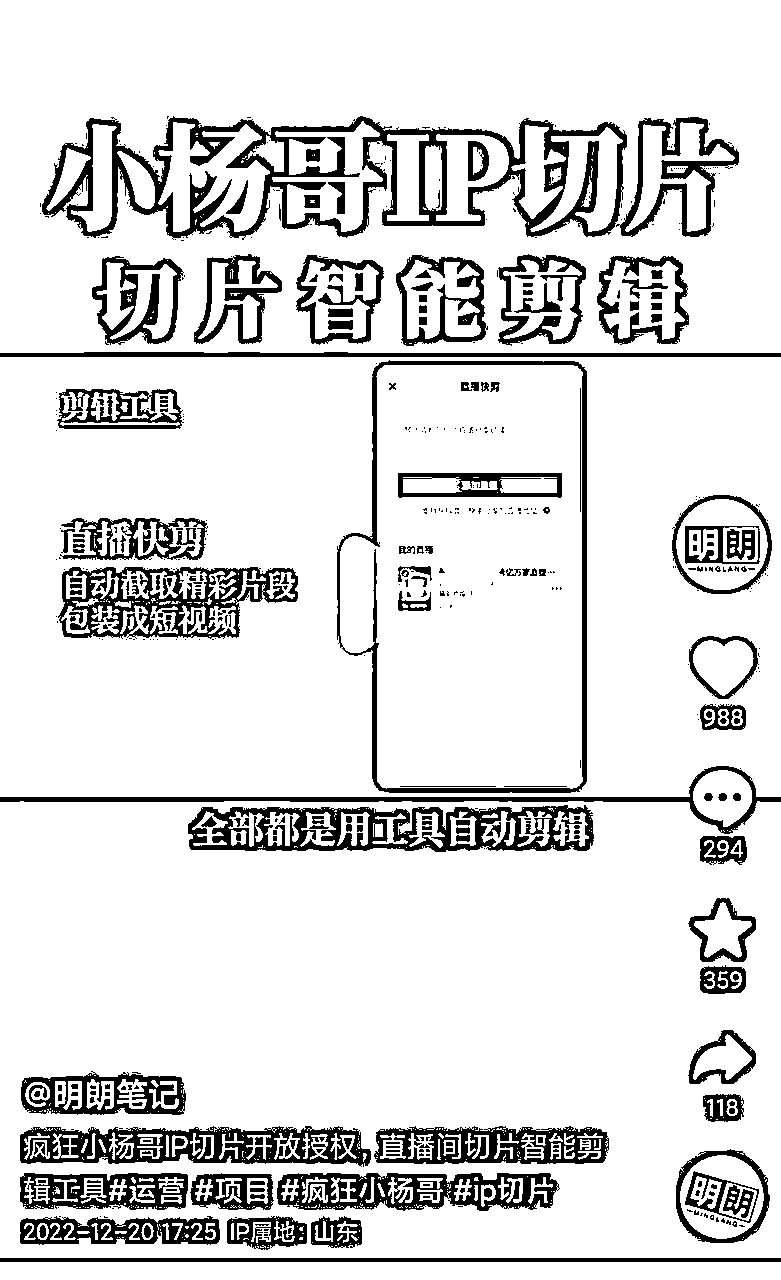 小杨哥IP切片
切片智能剪辑
剪辑工具
直播快剪
直播快剪
自动截取精彩片段
包装成短视频
我的直播
4亿万家直播…
明朗
MINGLANG
988
294
359
118
全部都是用工具自动剪辑
@明朗笔记
疯狂小杨哥IP切片开放授权，直播间切片智能剪
辑工具#运营 #项目 #疯狂小杨哥 #ip切片
2022-12-20 17:25 IP属地：山东
明朗
MINGLANG